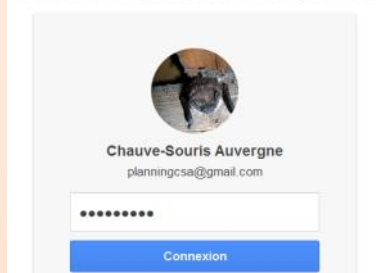 Chauve-Souris Auvergne
planningcsa@gmail.com
•••••••••
Connexion